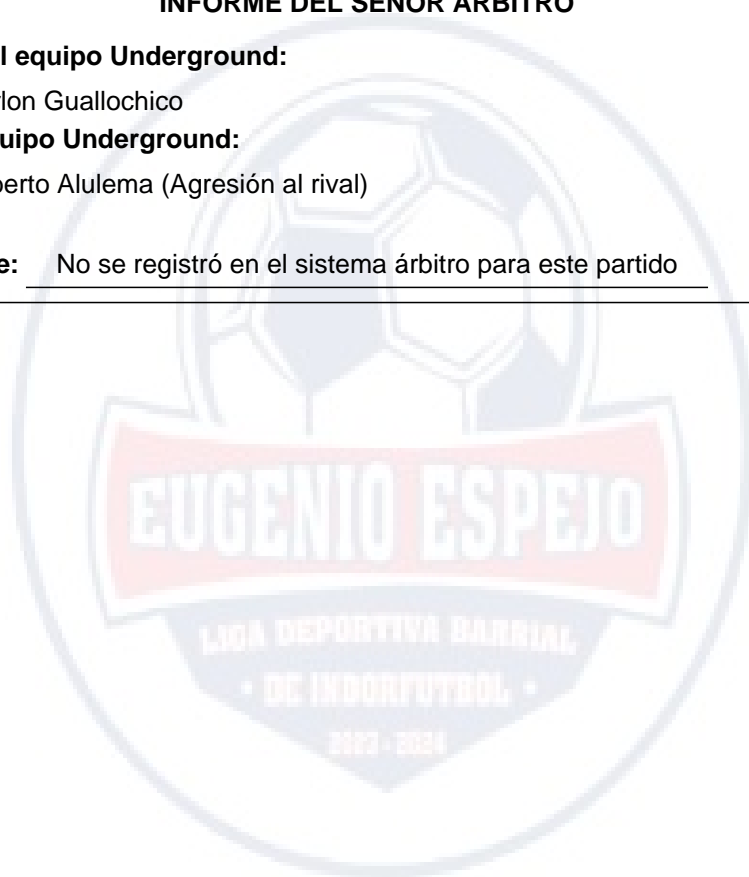 INFORME DEL SEÑOR ÁRBITRO
l equipo Underground:
lon Guallochico
uipo Underground:
erto Alulema (Agresión al rival)
e: No se registró en el sistema árbitro para este partido
EUGENIO ESPEJO
LIGA DEPORTIVA BARRIAL
• DE INDORFUTBOL •
2023 - 2024